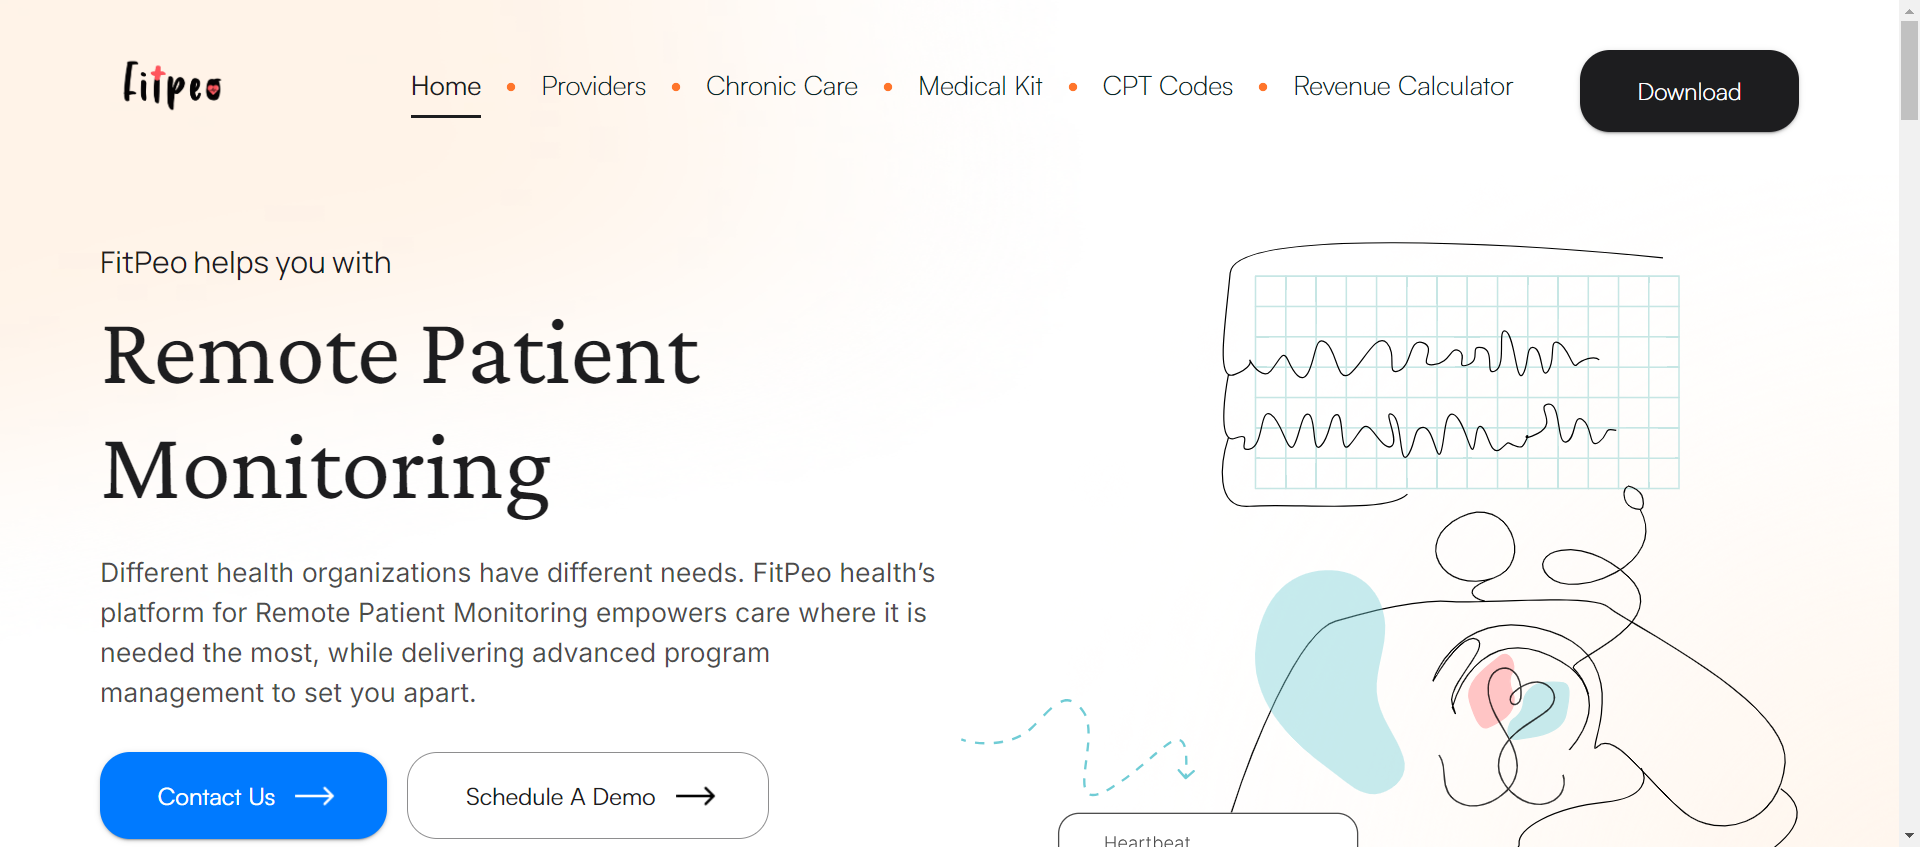 Fitpeo
Home • Providers • Chronic Care • Medical Kit • CPT Codes • Revenue Calculator
Download
FitPeo helps you with
Remote Patient
Monitoring
Different health organizations have different needs. FitPeo health’s
platform for Remote Patient Monitoring empowers care where it is
needed the most, while delivering advanced program
management to set you apart.
Contact Us
Schedule A Demo
Heartbeat